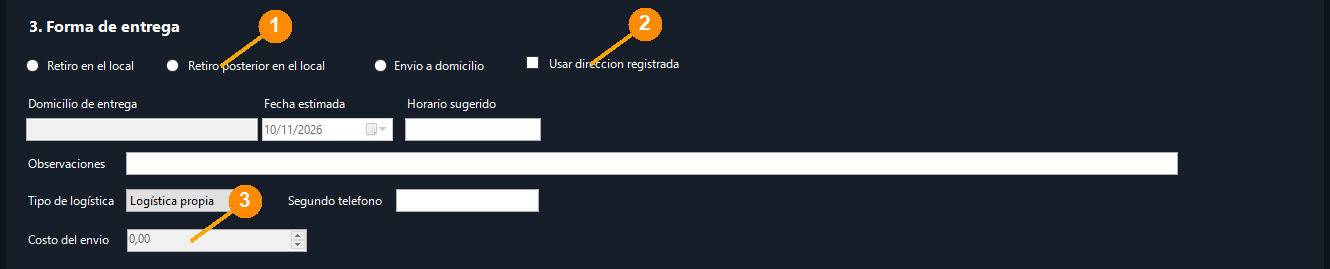 3. Forma de entrega
1
2
Retiro en el local Retiro posterior en el local Envio a domicilio Usar direccion registrada
Domicilio de entrega Fecha estimada Horario sugerido
10/11/2026
Observaciones
Tipo de logística Logística propia 3 Segundo telefono
Costo del envio 0,00